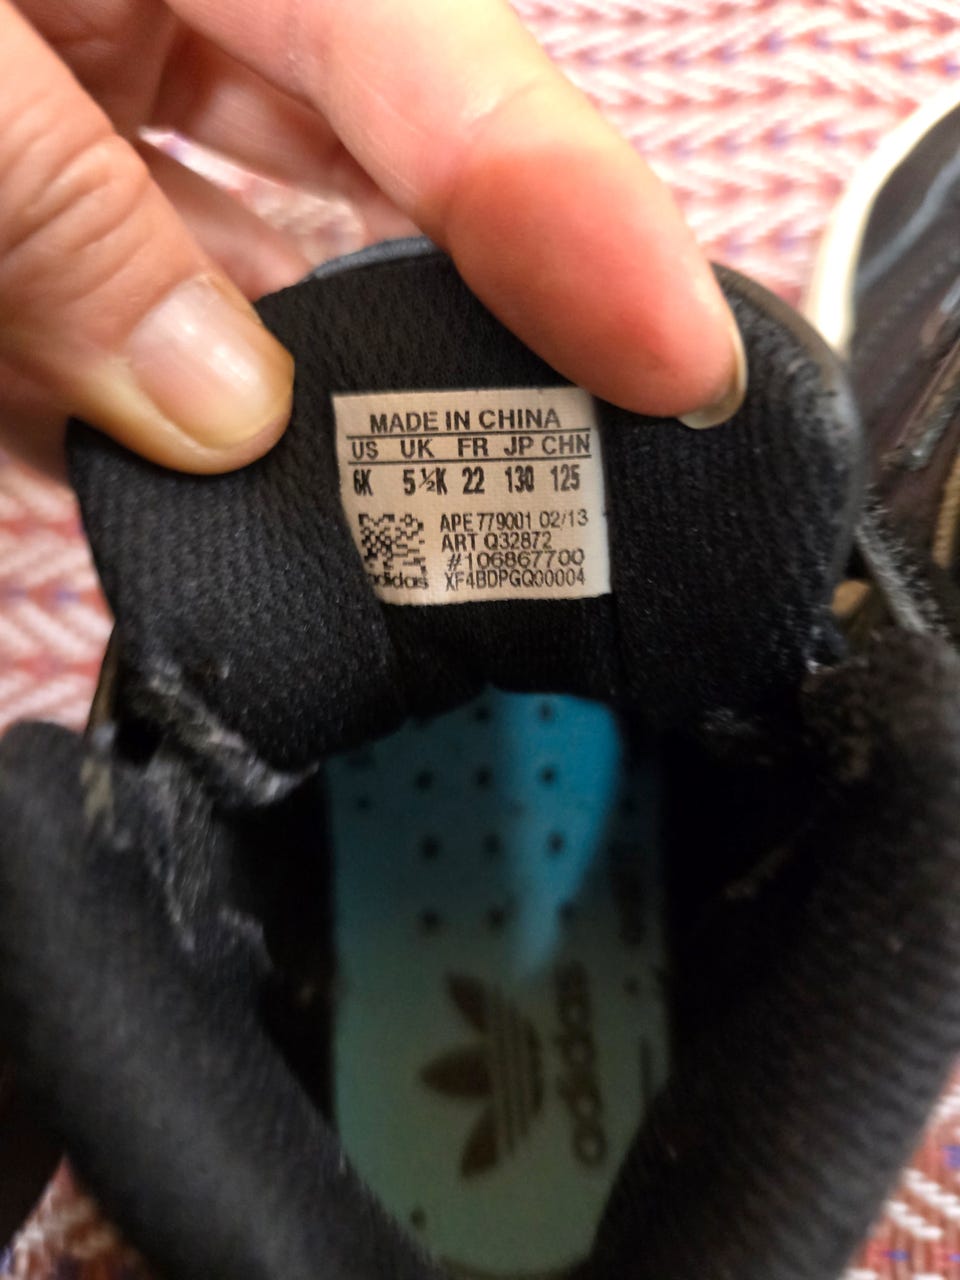 MADE IN CHINA
US UK FR JP CHN
6K 5½K 22 130 125
APE 779001 02/13
ART Q32872
#106867700
adidas XF4BDPGQ00004
adidas